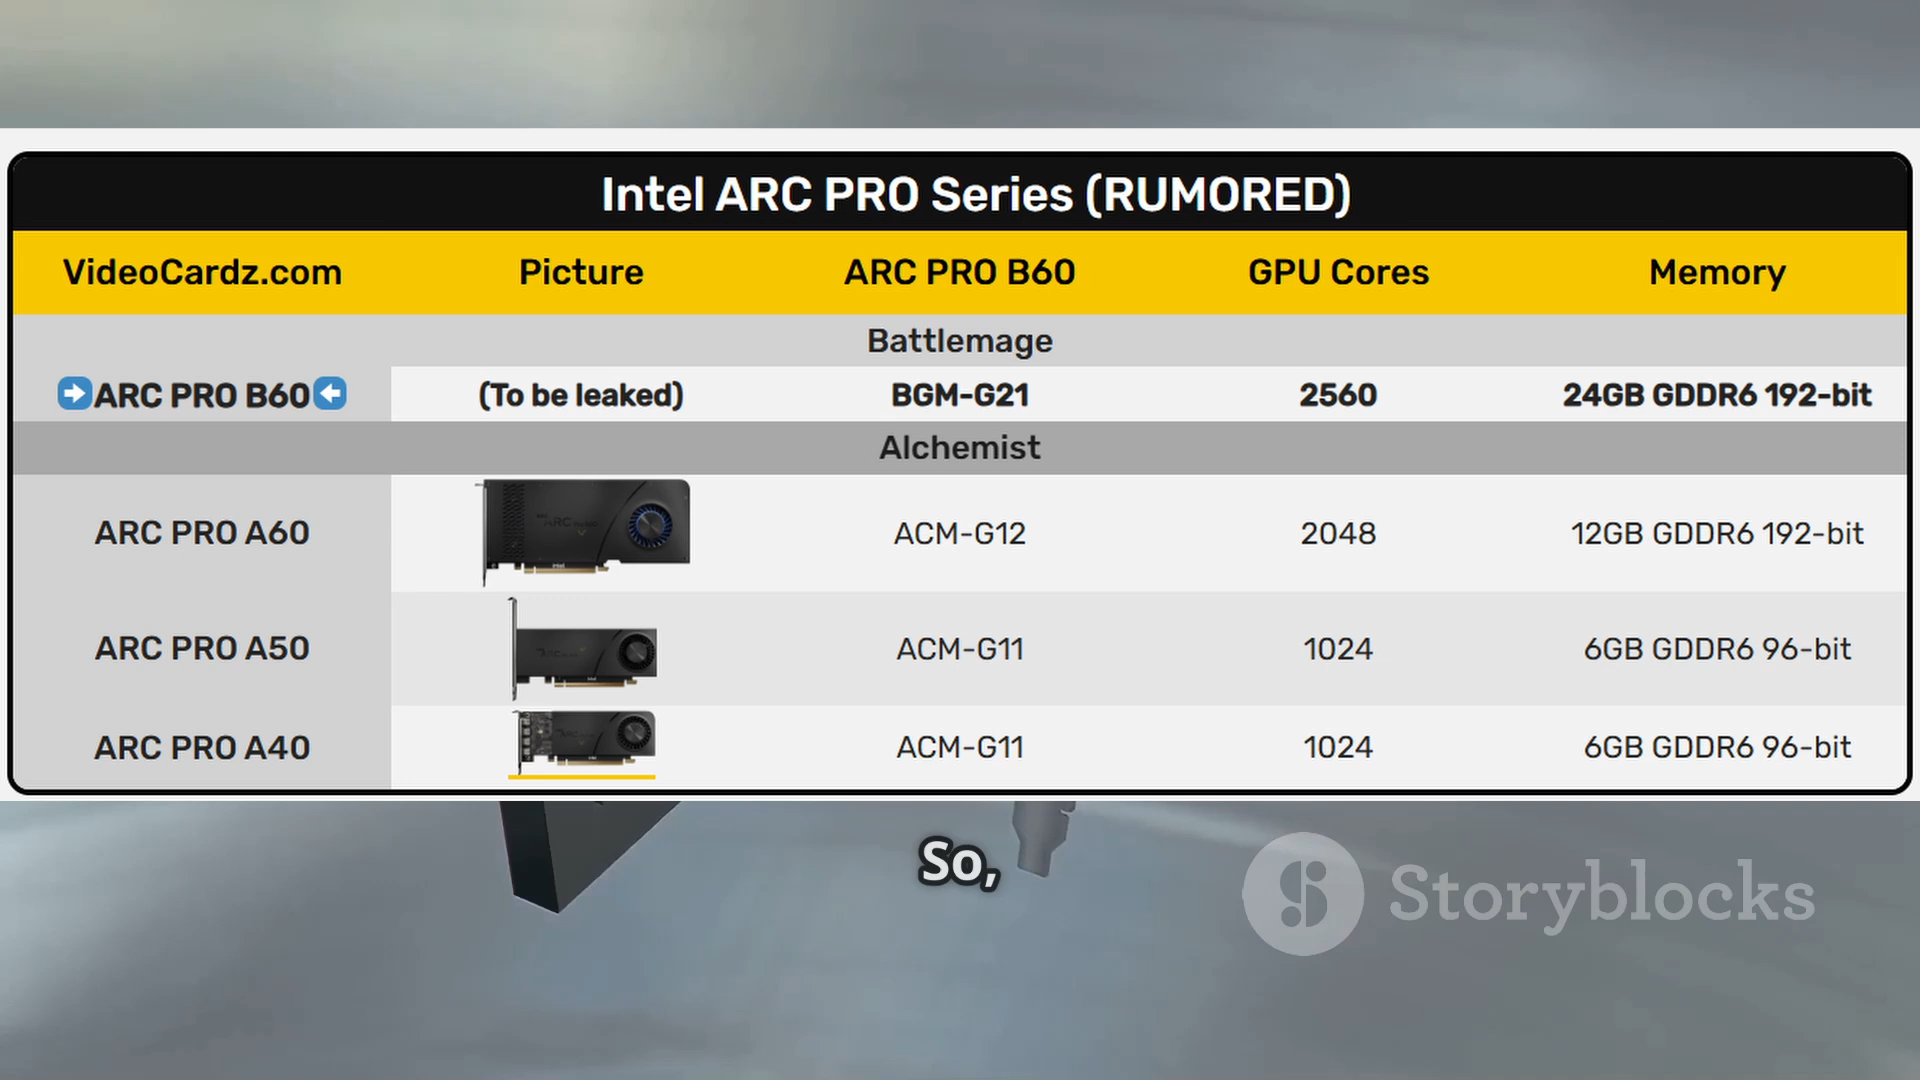 Intel ARC PRO Series (RUMORED)
VideoCardz.com Picture ARC PRO B60 GPU Cores Memory
Battlemage
➡️ARC PRO B60⬅️ (To be leaked) BGM-G21 2560 24GB GDDR6 192-bit
Alchemist
ARC PRO A60 ACM-G12 2048 12GB GDDR6 192-bit
ARC PRO A50 ACM-G11 1024 6GB GDDR6 96-bit
ARC PRO A40 ACM-G11 1024 6GB GDDR6 96-bit
So,
Storyblocks